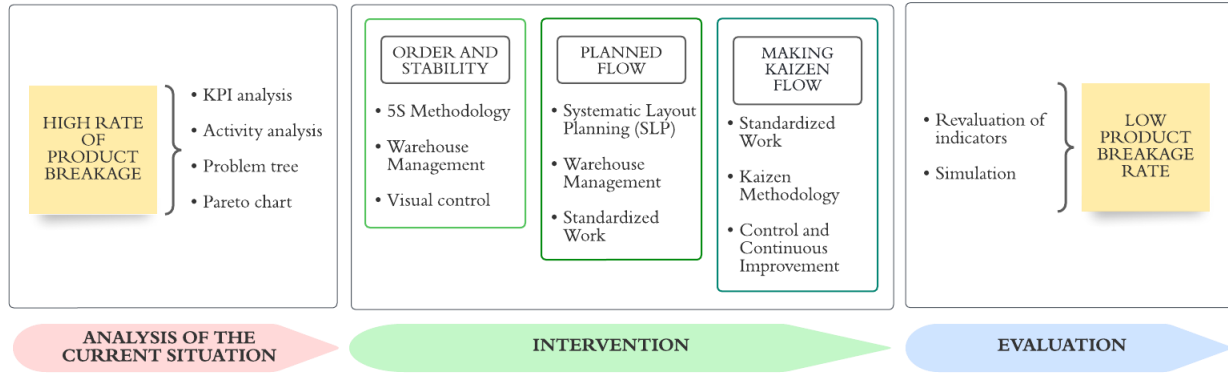 HIGH RATE
OF
PRODUCT
BREAKAGE
• KPI analysis
• Activity analysis
• Problem tree
• Pareto chart
ORDER AND
STABILITY
• 5S Methodology
• Warehouse
Management
• Visual control
PLANNED
FLOW
• Systematic Layout
Planning (SLP)
• Warehouse
Management
• Standardized
Work
MAKING
KAIZEN
FLOW
• Standardized
Work
• Kaizen
Methodology
• Control and
Continuous
Improvement
• Revaluation of
indicators
• Simulation
LOW
PRODUCT
BREAKAGE
RATE
ANALYSIS OF THE
CURRENT SITUATION
INTERVENTION
EVALUATION